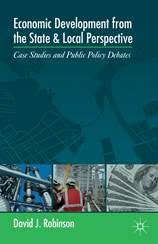 Economic Development from
the State & Local Perspective
Case Studies and Public Policy Debates
David J. Robinson